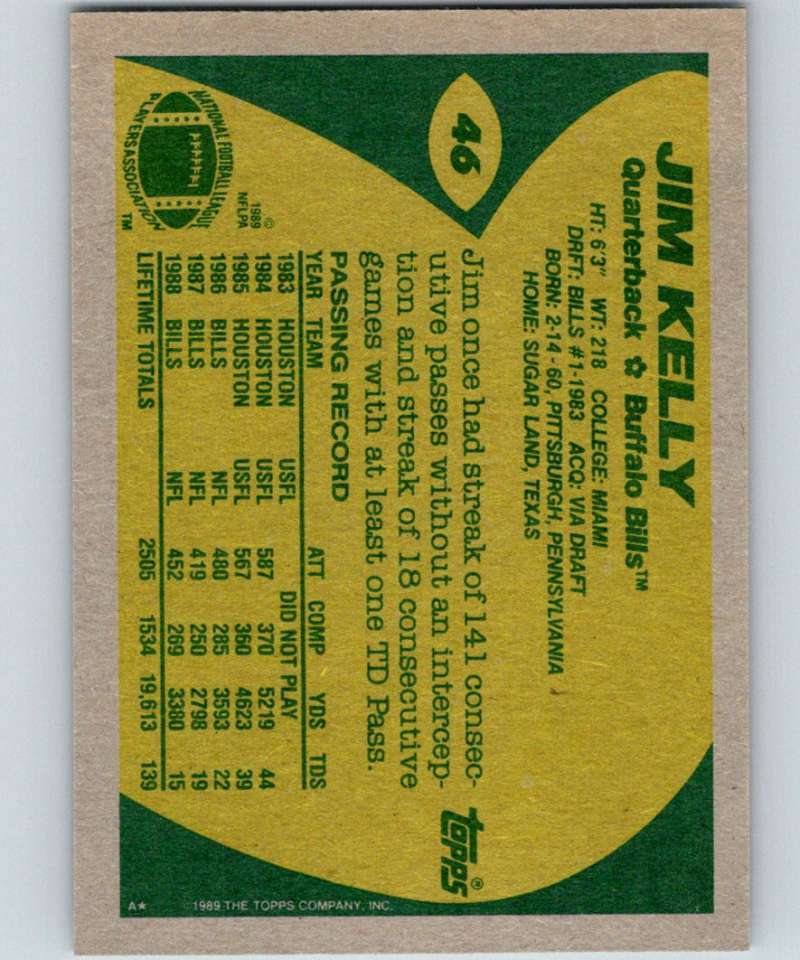 46
JIM KELLY
Quarterback ✿ Buffalo Bills™
HT: 6'3" WT: 218 COLLEGE: MIAMI
DRFT: BILLS #1-1983 ACQ: VIA DRAFT
BORN: 2-14-60, PITTSBURGH, PENNSYLVANIA
HOME: SUGAR LAND, TEXAS
Jim once had streak of 141 consec-
utive passes without an intercep-
tion and streak of 18 consecutive
games with at least one TD Pass.
topps®
PASSING RECORD
YEAR TEAM ATT COMP YDS TDS
1983 HOUSTON USFL DID NOT PLAY
1984 HOUSTON USFL 587 370 5219 44
1985 HOUSTON USFL 567 360 4623 39
1986 BILLS NFL 480 285 3593 22
1987 BILLS NFL 419 250 2798 19
1988 BILLS NFL 452 269 3380 15
LIFETIME TOTALS 2505 1534 19,613 139
NATIONAL FOOTBALL LEAGUE
PLAYERS ASSOCIATION
™
©
1989
NFLPA
A★ 1989 THE TOPPS COMPANY, INC.